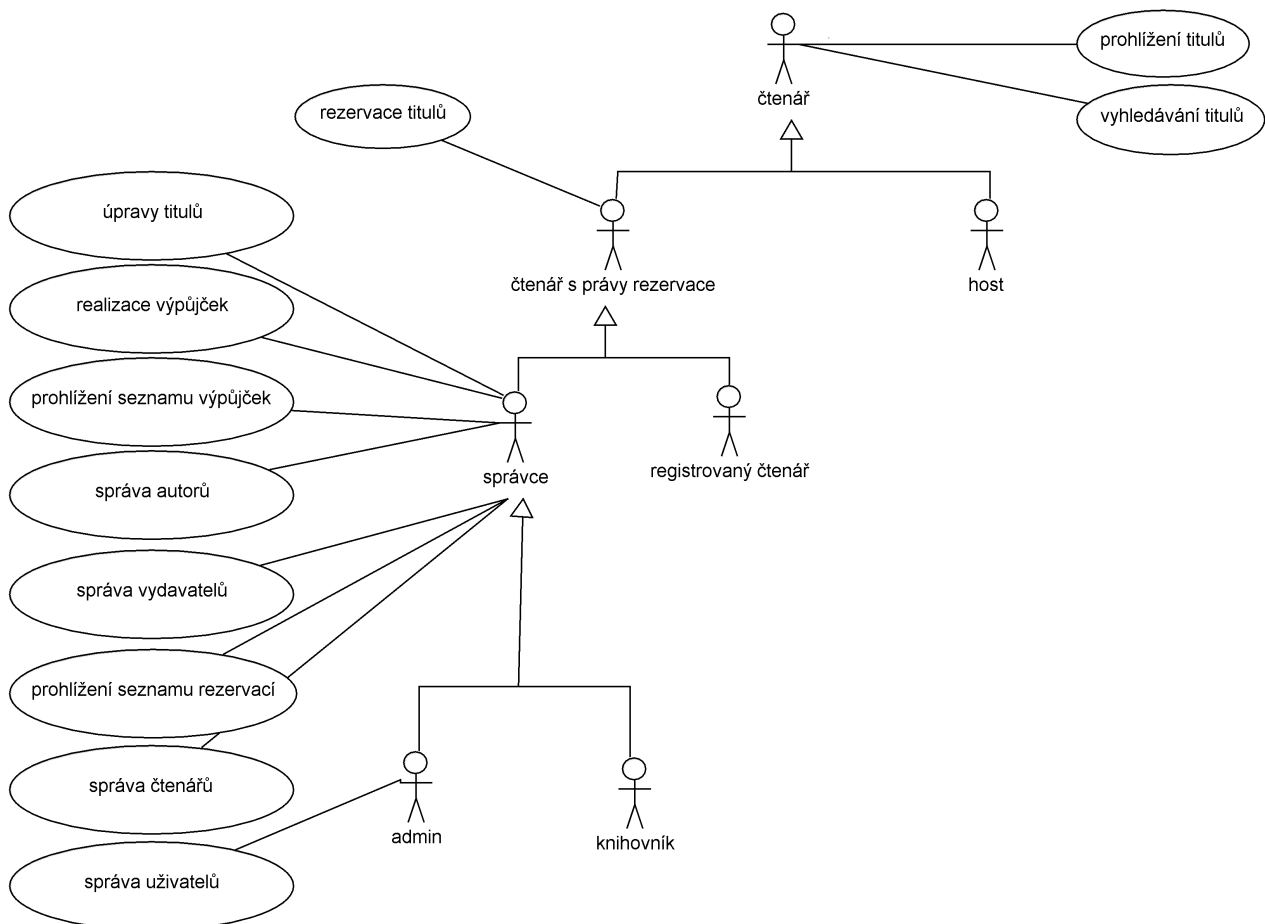 prohlížení titulů
čtenář
vyhledávání titulů
rezervace titulů
úpravy titulů
čtenář s právy rezervace
host
realizace výpůjček
prohlížení seznamu výpůjček
registrovaný čtenář
správce
správa autorů
správa vydavatelů
prohlížení seznamu rezervací
správa čtenářů
admin
knihovník
správa uživatelů